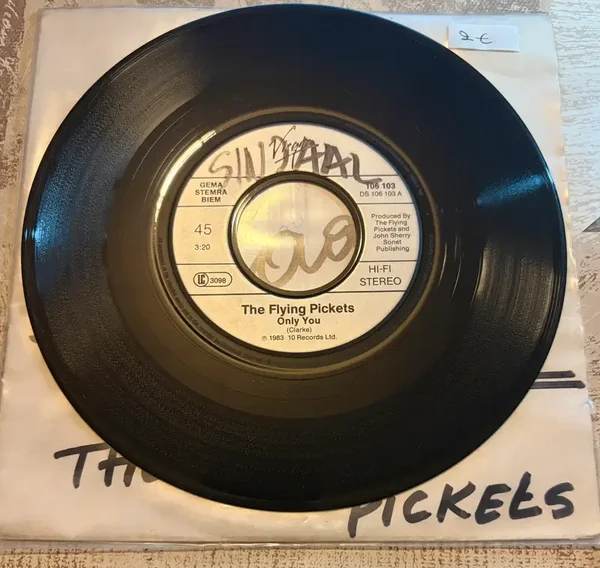 2 €
Virgin
SINJAAL
GEMA
STEMRA
BIEM
106 103
DS 106 103 A
45
3:20
Produced By
The Flying
Pickets and
John Sherry
Sonet
Publishing
LC 3098
HI-FI
STEREO
The Flying Pickets
Only You
(Clarke)
℗ 1983 10 Records Ltd.
PICKETS